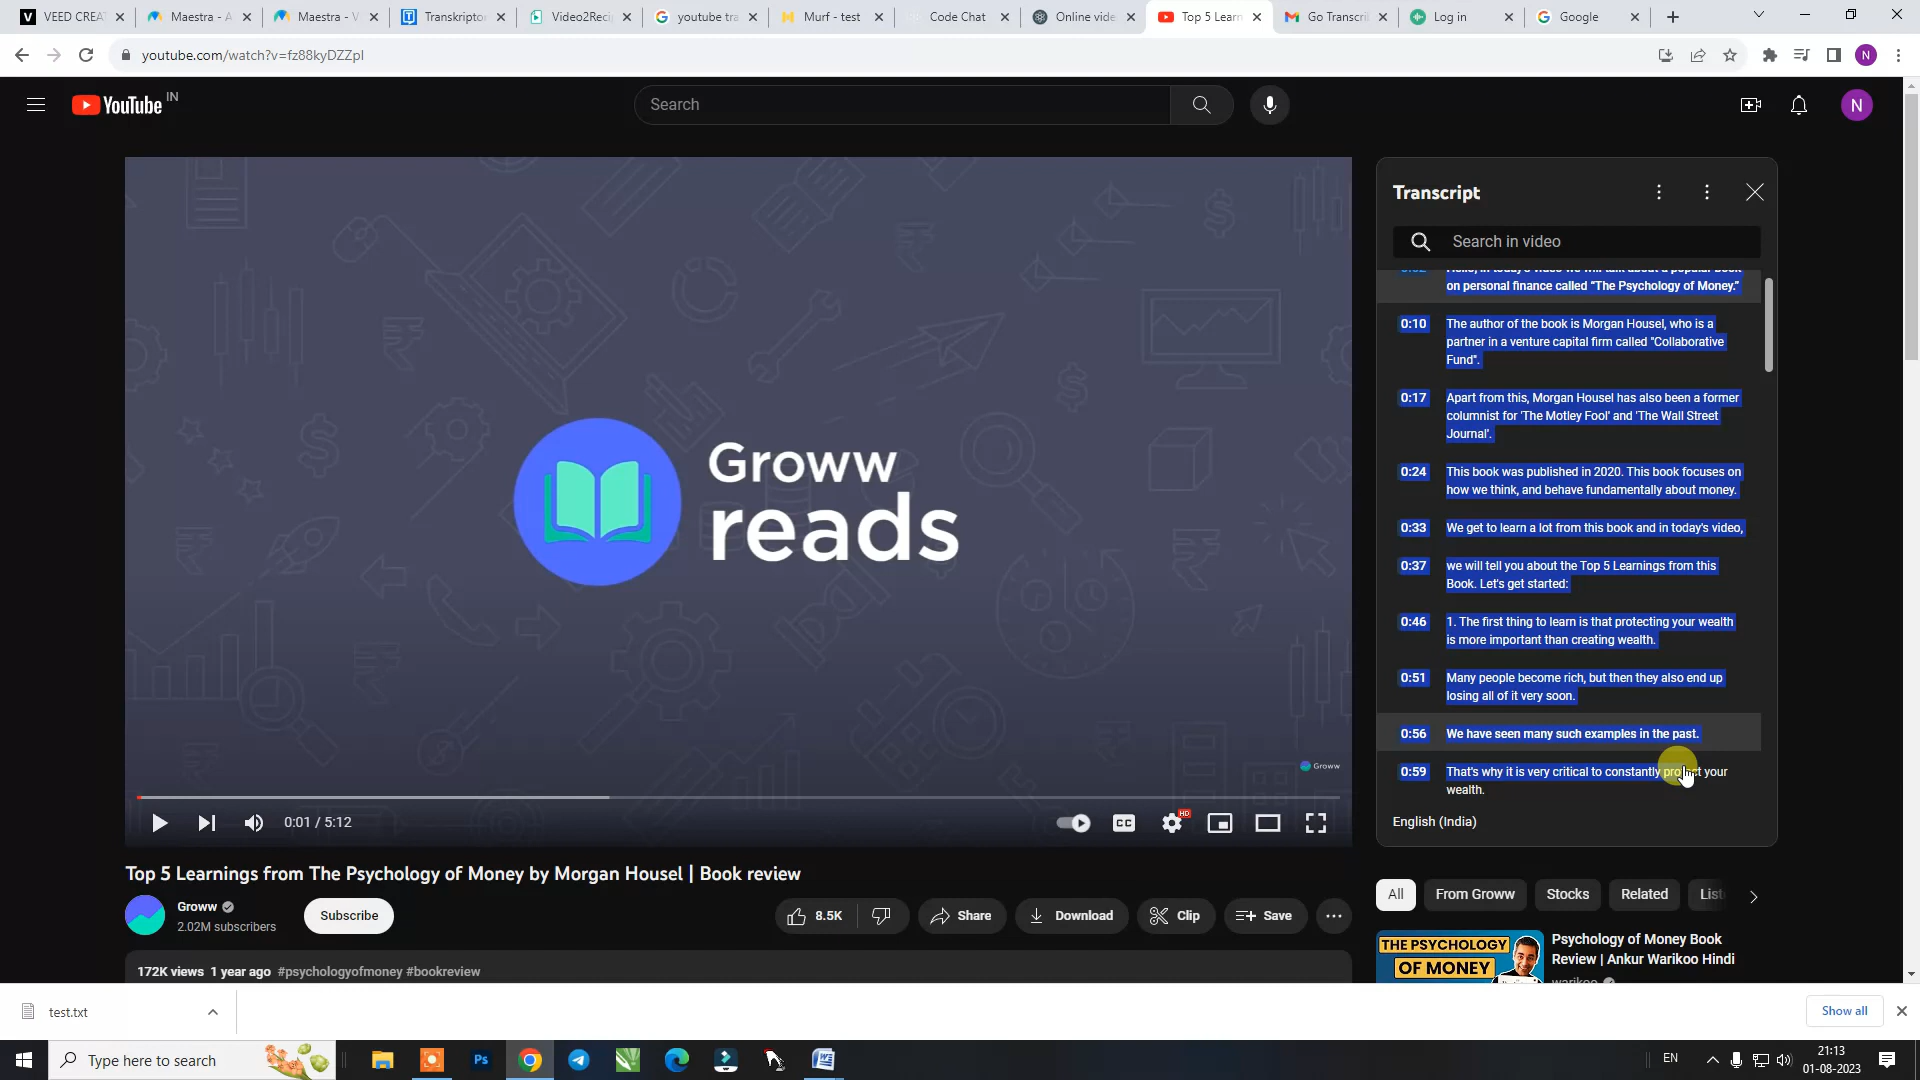 VEED CREA
Maestra - A
Maestra - V
Transkripto
Video2Reci
youtube tra
Murf - test
Code Chat
Online vide
Top 5 Learn
Go Transcri
Log in
Google
youtube.com/watch?v=fz88kyDZZpI
N
YouTube IN
Search
N
Transcript
Search in video
on personal finance called "The Psychology of Money."
0:10 The author of the book is Morgan Housel, who is a
partner in a venture capital firm called "Collaborative
Fund".
0:17 Apart from this, Morgan Housel has also been a former
columnist for 'The Motley Fool' and 'The Wall Street
Journal'.
0:24 This book was published in 2020. This book focuses on
how we think, and behave fundamentally about money.
0:33 We get to learn a lot from this book and in today's video,
0:37 we will tell you about the Top 5 Learnings from this
Book. Let's get started:
0:46 1. The first thing to learn is that protecting your wealth
is more important than creating wealth.
0:51 Many people become rich, but then they also end up
losing all of it very soon.
0:56 We have seen many such examples in the past.
0:59 That's why it is very critical to constantly protect your
wealth.
English (India)
Groww
reads
Groww
0:01 / 5:12
CC
HD
Top 5 Learnings from The Psychology of Money by Morgan Housel | Book review
Groww
2.02M subscribers
Subscribe
8.5K
Share
Download
Clip
Save
172K views 1 year ago #psychologyofmoney #bookreview
All
From Groww
Stocks
Related
List
THE PSYCHOLOGY
OF MONEY
Psychology of Money Book
Review | Ankur Warikoo Hindi
warikoo
test.txt
Show all
Type here to search
Ps
EN
21:13
01-08-2023